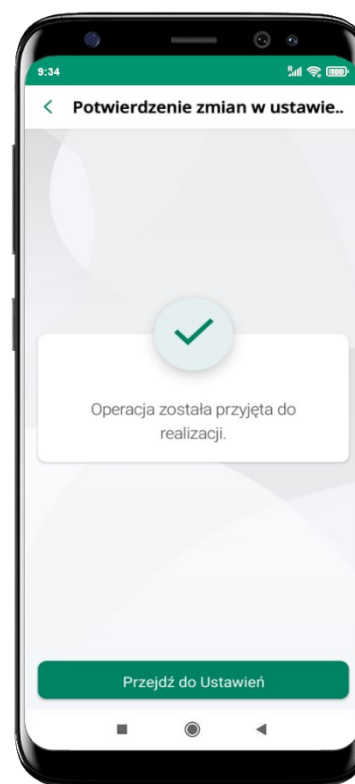 9:34
Potwierdzenie zmian w ustawie..
Operacja została przyjęta do
realizacji.
Przejdź do Ustawień